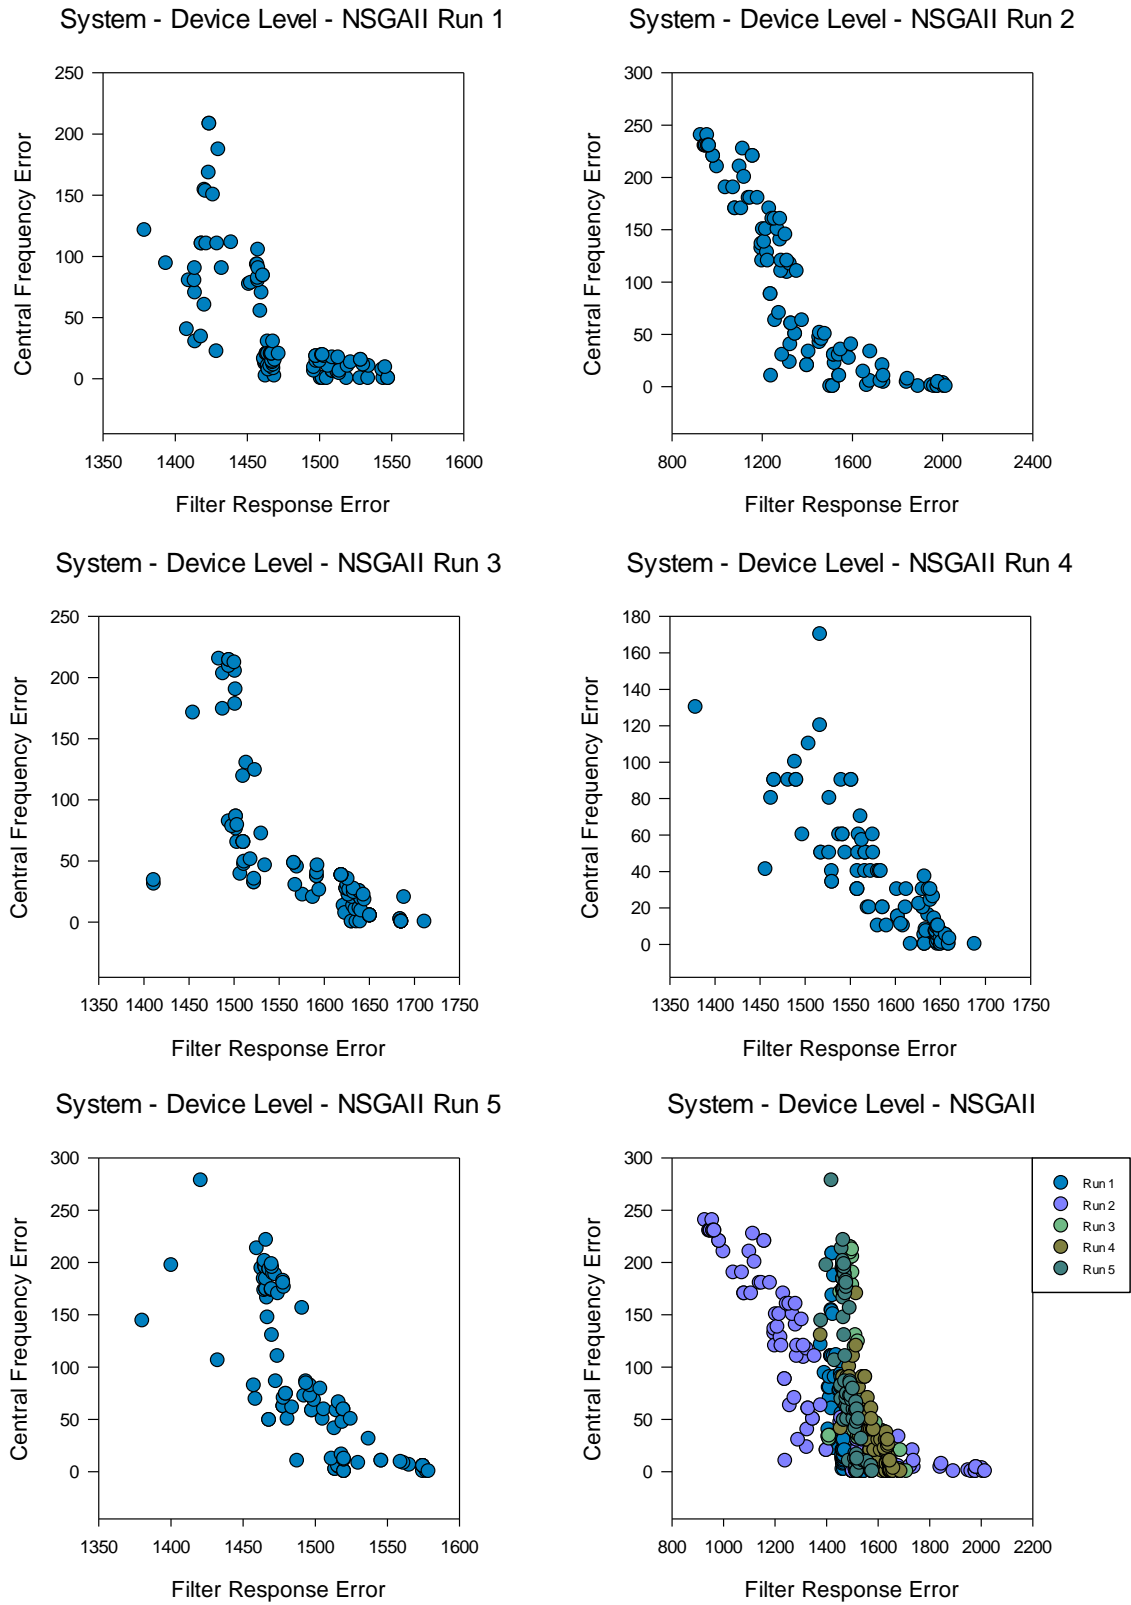 System - Device Level - NSGAII Run 1
250
200
150
100
50
0
Central Frequency Error
1350 1400 1450 1500 1550 1600
Filter Response Error
System - Device Level - NSGAII Run 2
300
250
200
150
100
50
0
Central Frequency Error
800 1200 1600 2000 2400
Filter Response Error
System - Device Level - NSGAII Run 3
250
200
150
100
50
0
Central Frequency Error
1350 1400 1450 1500 1550 1600 1650 1700 1750
Filter Response Error
System - Device Level - NSGAII Run 4
180
160
140
120
100
80
60
40
20
0
Central Frequency Error
1350 1400 1450 1500 1550 1600 1650 1700 1750
Filter Response Error
System - Device Level - NSGAII Run 5
300
250
200
150
100
50
0
Central Frequency Error
1350 1400 1450 1500 1550 1600
Filter Response Error
System - Device Level - NSGAII
300
250
200
150
100
50
0
Central Frequency Error
800 1000 1200 1400 1600 1800 2000 2200
Filter Response Error
Run 1
Run 2
Run 3
Run 4
Run 5